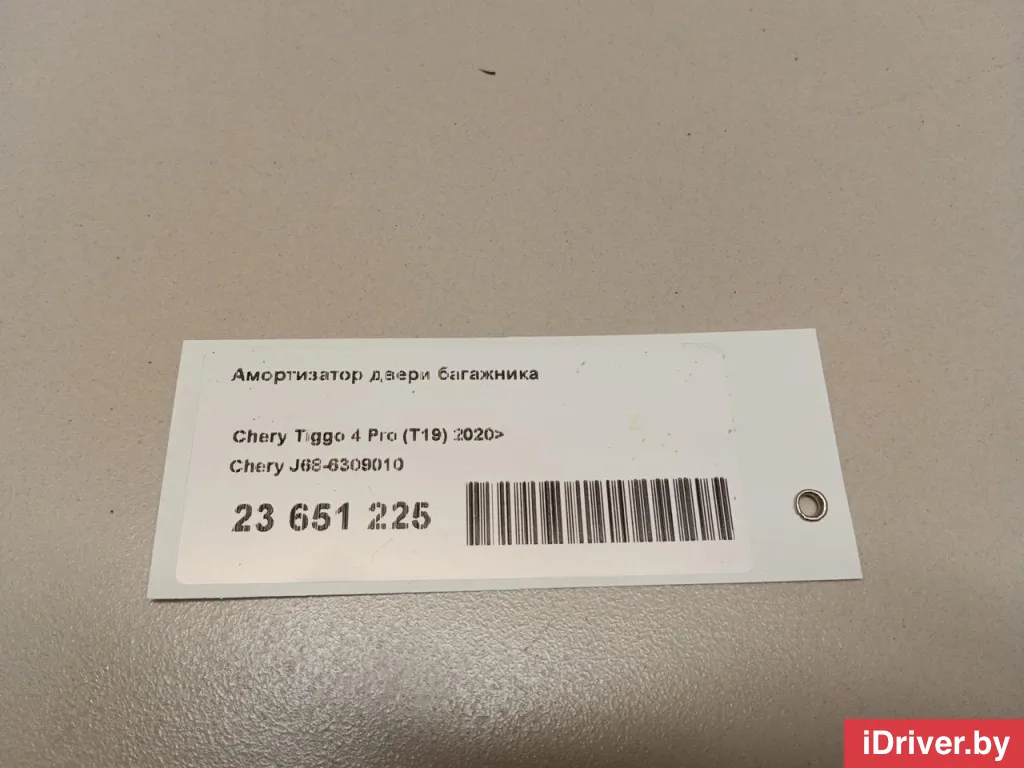 Амортизатор двери багажника
Chery Tiggo 4 Pro (T19) 2020>
Chery J68-6309010
23 651 225
iDriver.by